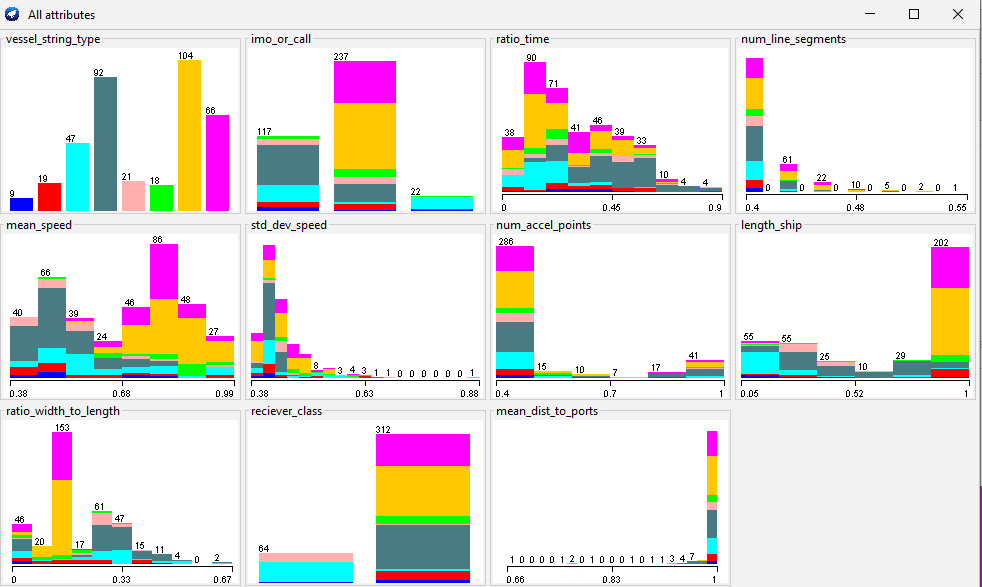 All attributes
vessel_string_type
9 19 47 92 21 18 104 66
imo_or_call
117 237 22
ratio_time
38 90 71 41 46 39 33 10 4 4
0 0.45 0.9
num_line_segments
0 61 0 22 0 10 0 5 0 2 0 1
0.4 0.48 0.55
mean_speed
40 66 39 24 46 86 48 27
0.38 0.68 0.99
std_dev_speed
8 3 4 3 1 1 0 0 0 0 0 0 1
0.38 0.63 0.88
num_accel_points
286 15 10 7 17 41
0.4 0.7 1
length_ship
55 55 25 10 29 202
0.05 0.52 1
ratio_width_to_length
46 20 153 17 61 47 15 11 4 0 2
0 0.33 0.67
reciever_class
64 312
mean_dist_to_ports
1 0 0 0 0 1 2 0 0 1 0 0 1 0 1 1 3 4 7
0.66 0.83 1